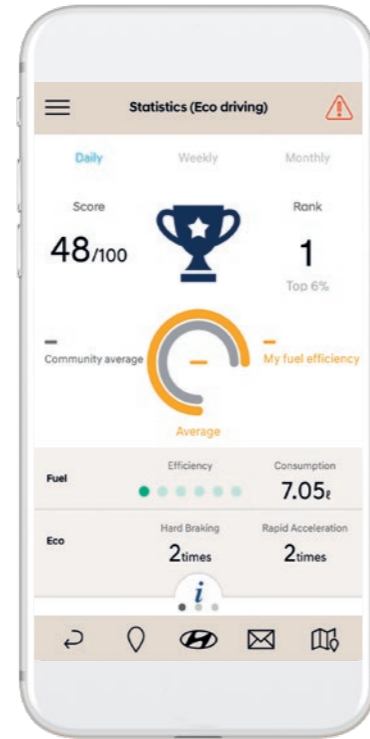 Statistics (Eco driving)
Daily Weekly Monthly
Score
48/100
Rank
1
Top 6%
Community average
My fuel efficiency
Average
Fuel
Efficiency
Consumption
7.05ℓ
Eco
Hard Braking
2times
Rapid Acceleration
2times
i